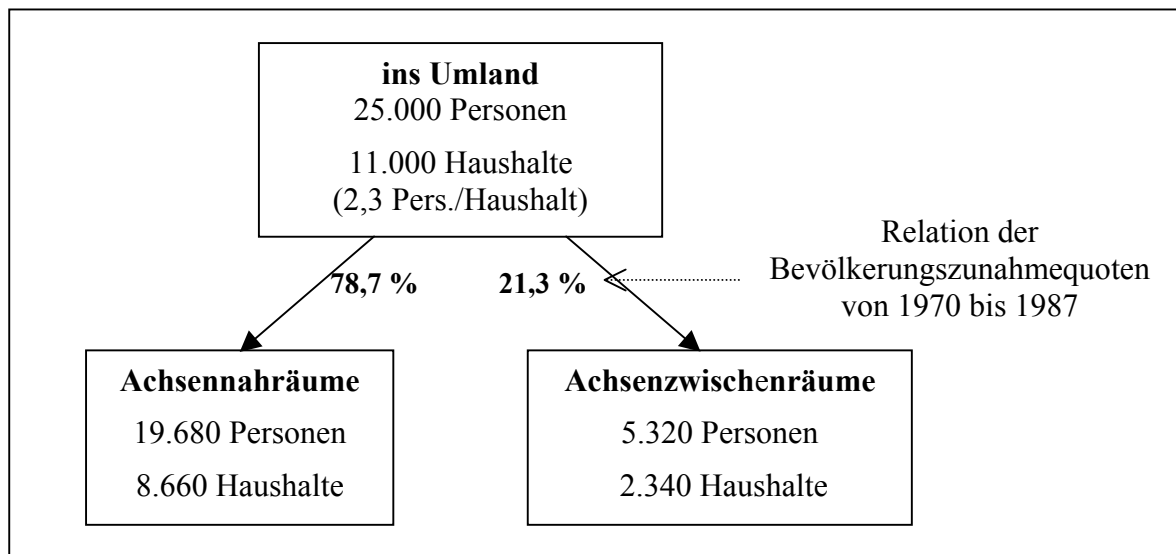 ins Umland
25.000 Personen
11.000 Haushalte
(2,3 Pers./Haushalt)
78,7 %
21,3 %
Relation der
Bevölkerungszunahmequoten
von 1970 bis 1987
Achsennahräume
19.680 Personen
8.660 Haushalte
Achsenzwischenräume
5.320 Personen
2.340 Haushalte